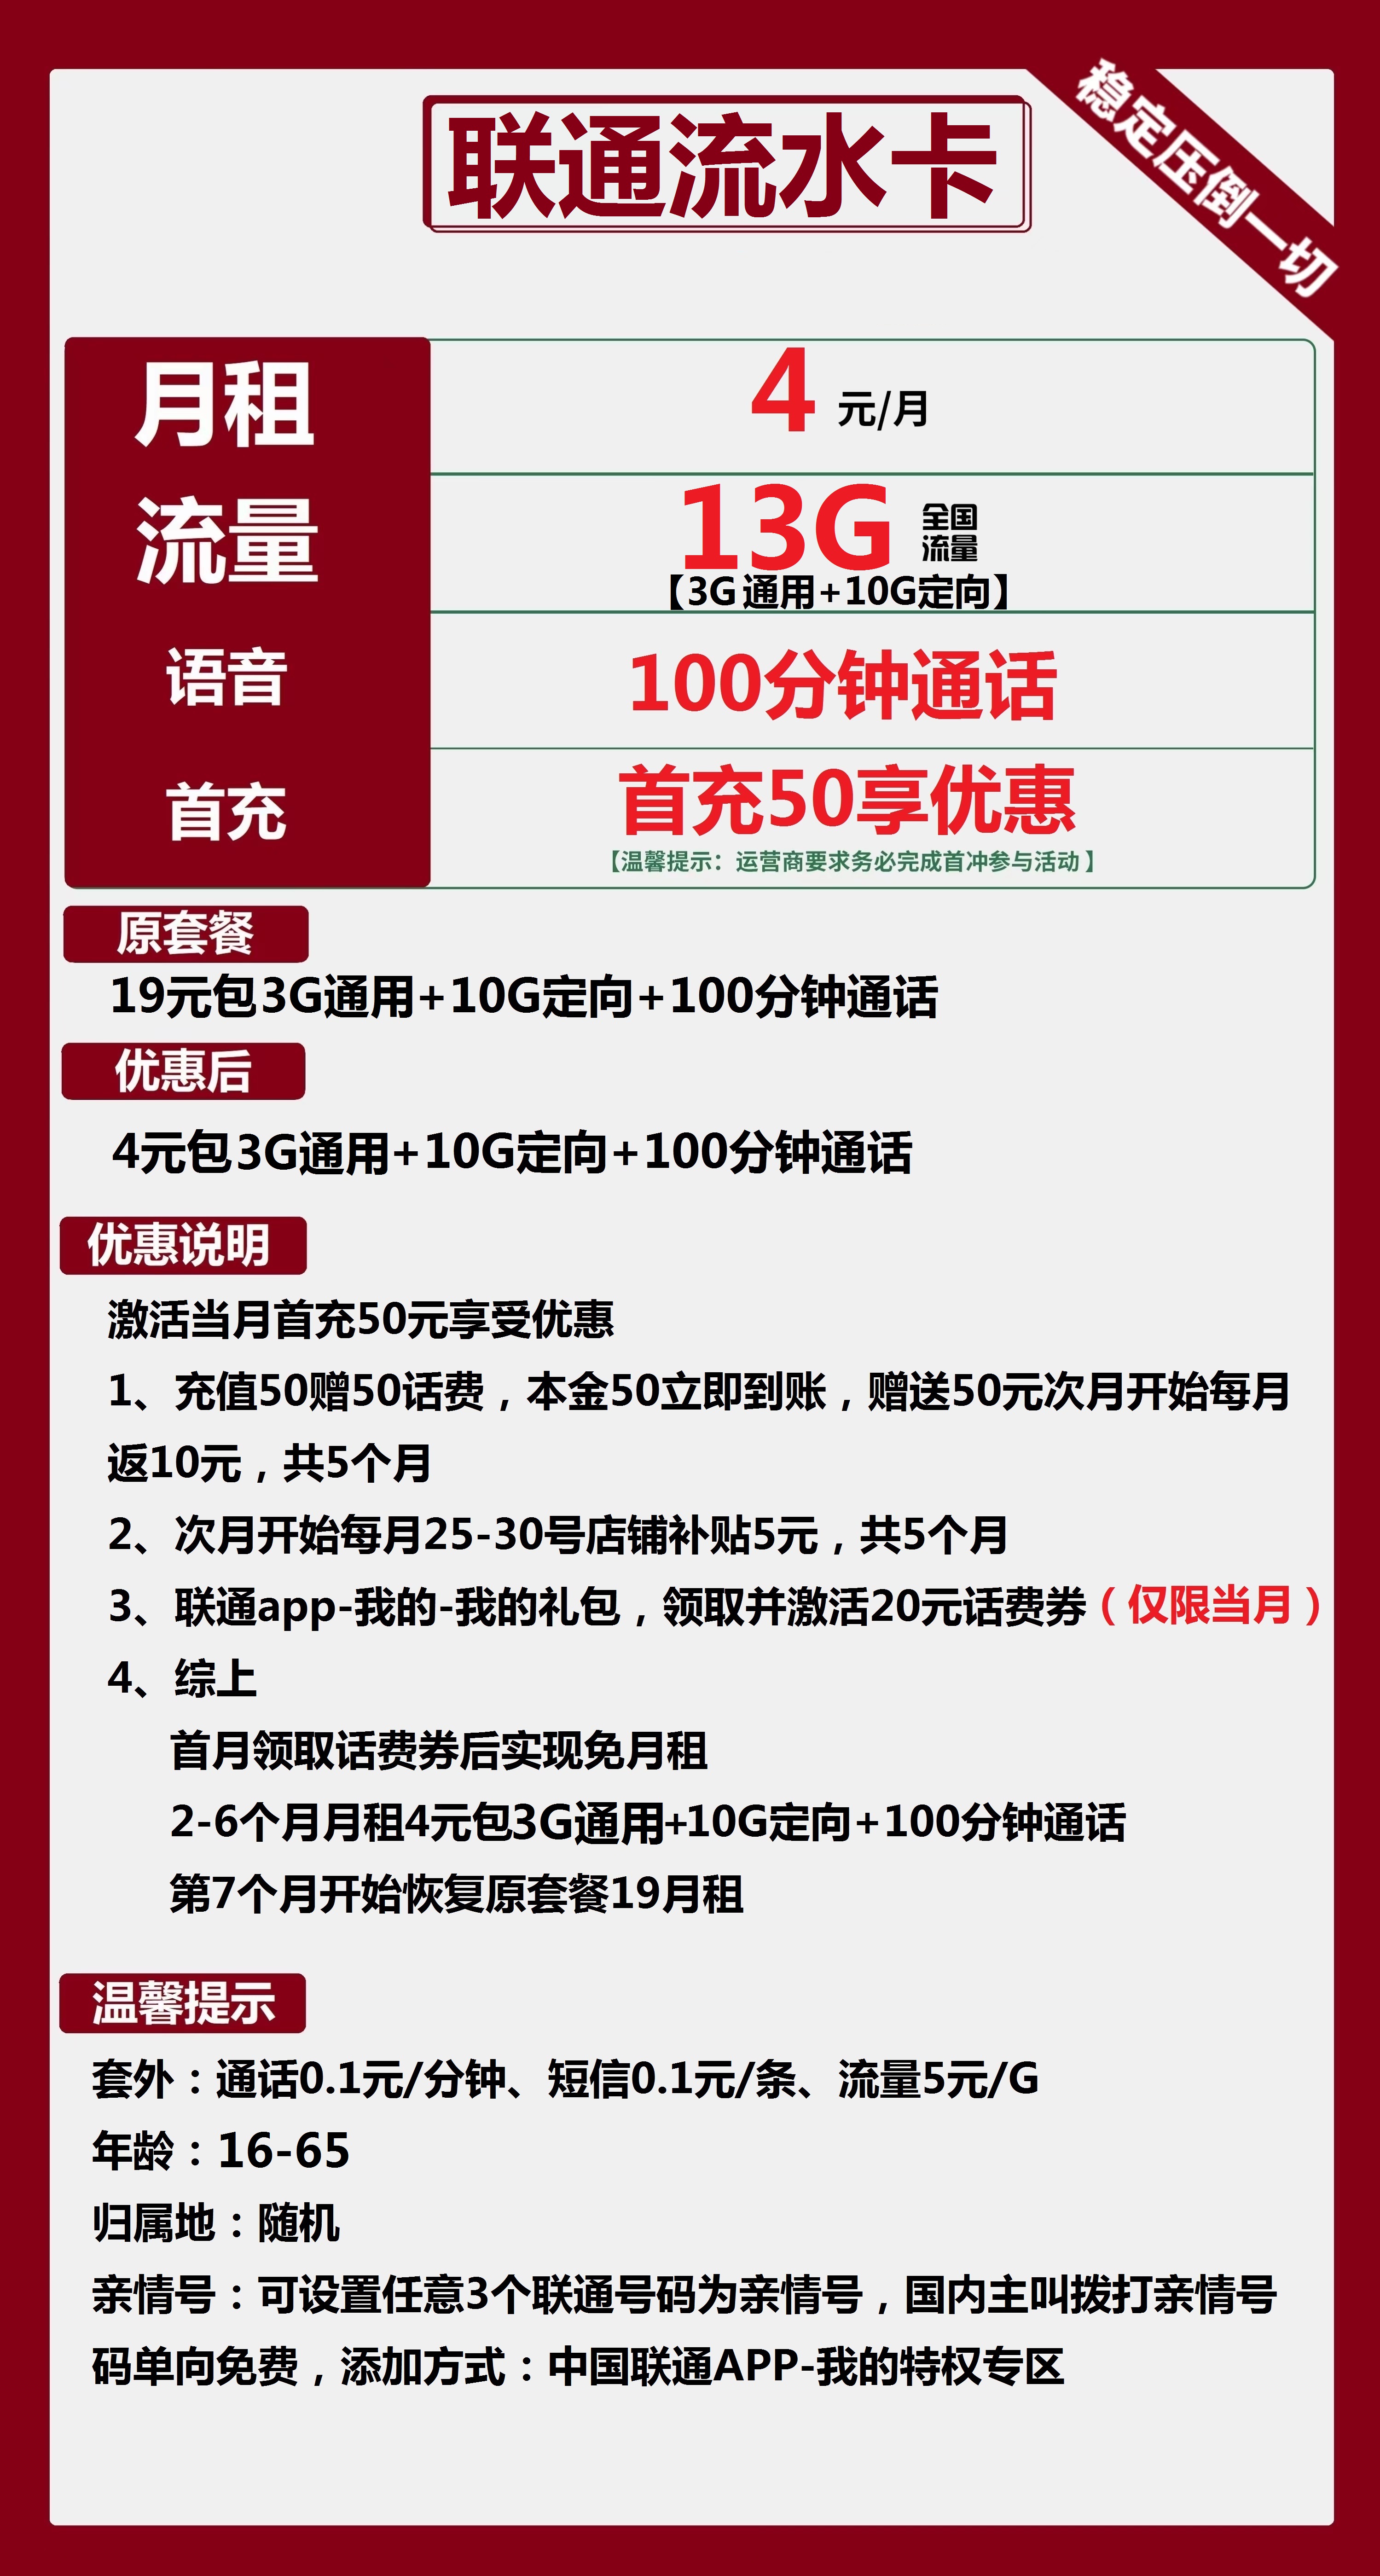 联通流水卡
稳定压倒一切
月租
4 元/月
流量
13G 全国
流量
【3G通用+10G定向】
语音
100分钟通话
首充
首充50享优惠
【温馨提示：运营商要求务必完成首冲参与活动】
原套餐
19元包3G通用+10G定向+100分钟通话
优惠后
4元包3G通用+10G定向+100分钟通话
优惠说明
激活当月首充50元享受优惠
1、充值50赠50话费，本金50立即到账，赠送50元次月开始每月
返10元，共5个月
2、次月开始每月25-30号店铺补贴5元，共5个月
3、联通app-我的-我的礼包，领取并激活20元话费券（仅限当月）
4、综上
首月领取话费券后实现免月租
2-6个月月租4元包3G通用+10G定向+100分钟通话
第7个月开始恢复原套餐19月租
温馨提示
套外：通话0.1元/分钟、短信0.1元/条、流量5元/G
年龄：16-65
归属地：随机
亲情号：可设置任意3个联通号码为亲情号，国内主叫拨打亲情号
码单向免费，添加方式：中国联通APP-我的特权专区